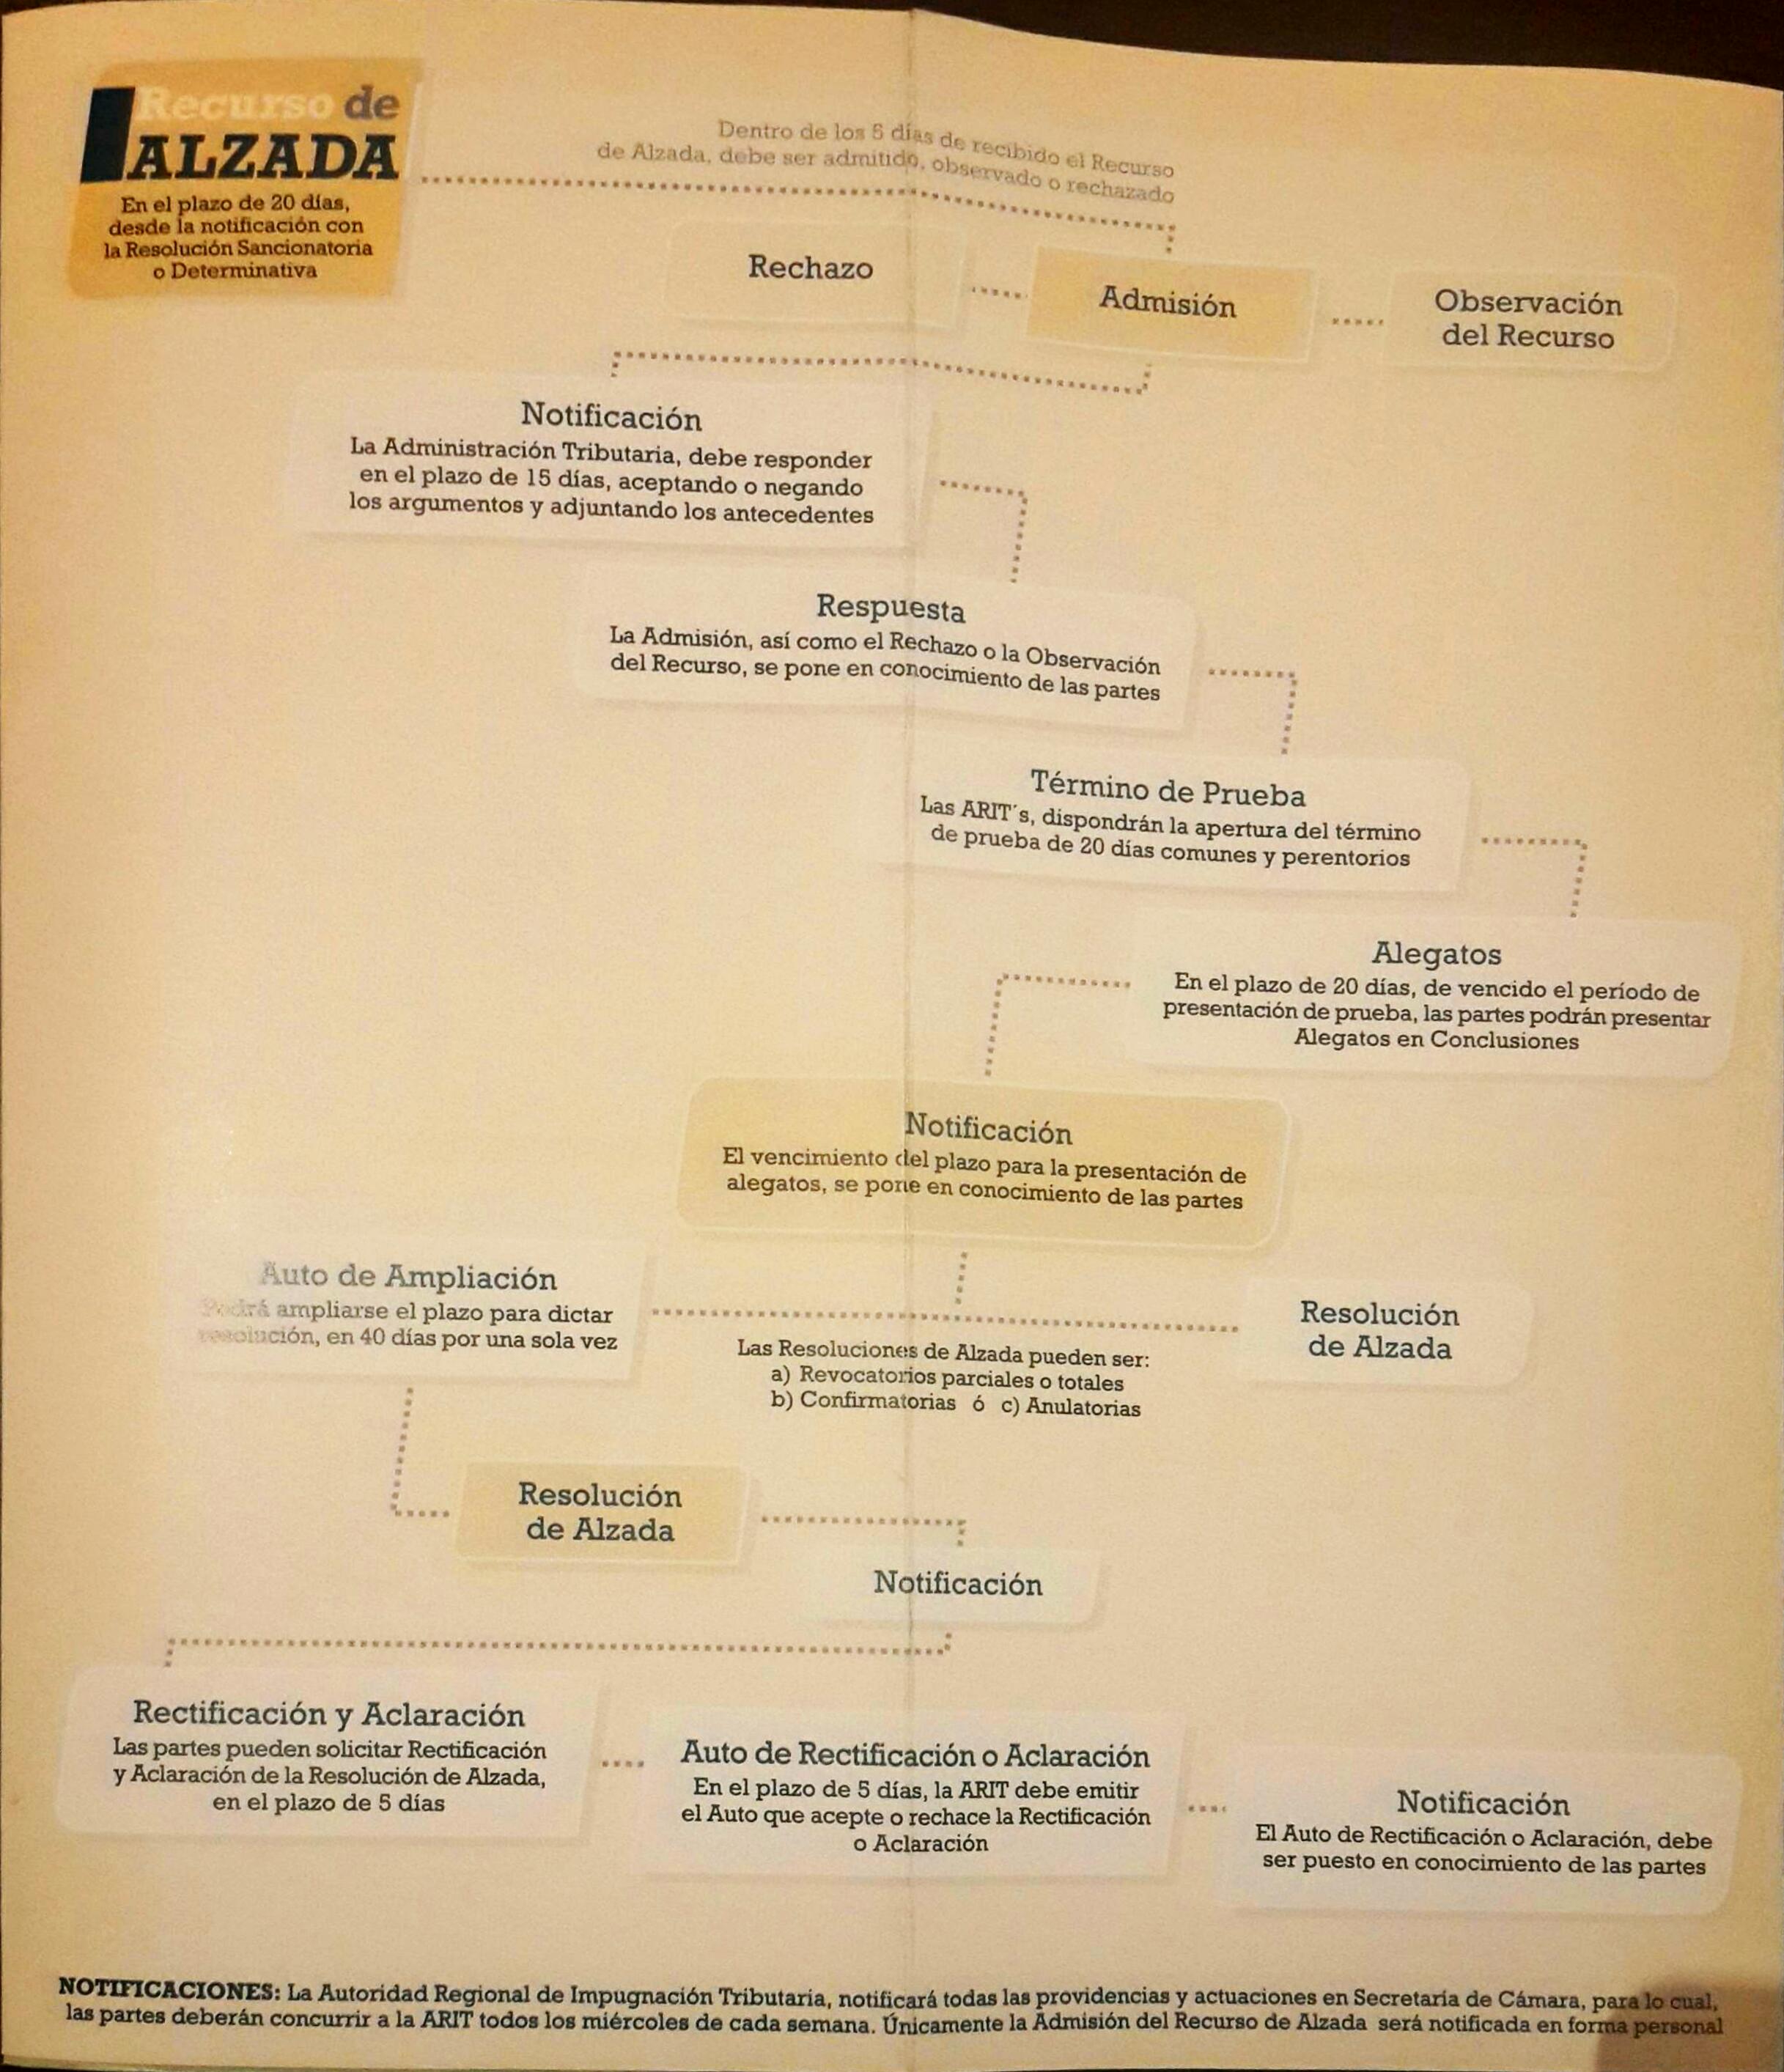 Recurso de
ALZADA
En el plazo de 20 días,
desde la notificación con
la Resolución Sancionatoria
o Determinativa
Dentro de los 5 días de recibido el Recurso
de Alzada, debe ser admitido, observado o rechazado
Rechazo
Admisión
Observación
del Recurso
Notificación
La Administración Tributaria, debe responder
en el plazo de 15 días, aceptando o negando
los argumentos y adjuntando los antecedentes
Respuesta
La Admisión, así como el Rechazo o la Observación
del Recurso, se pone en conocimiento de las partes
Término de Prueba
Las ARIT´s, dispondrán la apertura del término
de prueba de 20 días comunes y perentorios
Alegatos
En el plazo de 20 días, de vencido el período de
presentación de prueba, las partes podrán presentar
Alegatos en Conclusiones
Notificación
El vencimiento del plazo para la presentación de
alegatos, se pone en conocimiento de las partes
Auto de Ampliación
Podrá ampliarse el plazo para dictar
resolución, en 40 días por una sola vez
Resolución
de Alzada
Las Resoluciones de Alzada pueden ser:
a) Revocatorios parciales o totales
b) Confirmatorias ó c) Anulatorias
Resolución
de Alzada
Notificación
Rectificación y Aclaración
Las partes pueden solicitar Rectificación
y Aclaración de la Resolución de Alzada,
en el plazo de 5 días
Auto de Rectificación o Aclaración
En el plazo de 5 días, la ARIT debe emitir
el Auto que acepte o rechace la Rectificación
o Aclaración
Notificación
El Auto de Rectificación o Aclaración, debe
ser puesto en conocimiento de las partes
NOTIFICACIONES: La Autoridad Regional de Impugnación Tributaria, notificará todas las providencias y actuaciones en Secretaría de Cámara, para lo cual,
las partes deberán concurrir a la ARIT todos los miércoles de cada semana. Únicamente la Admisión del Recurso de Alzada será notificada en forma personal